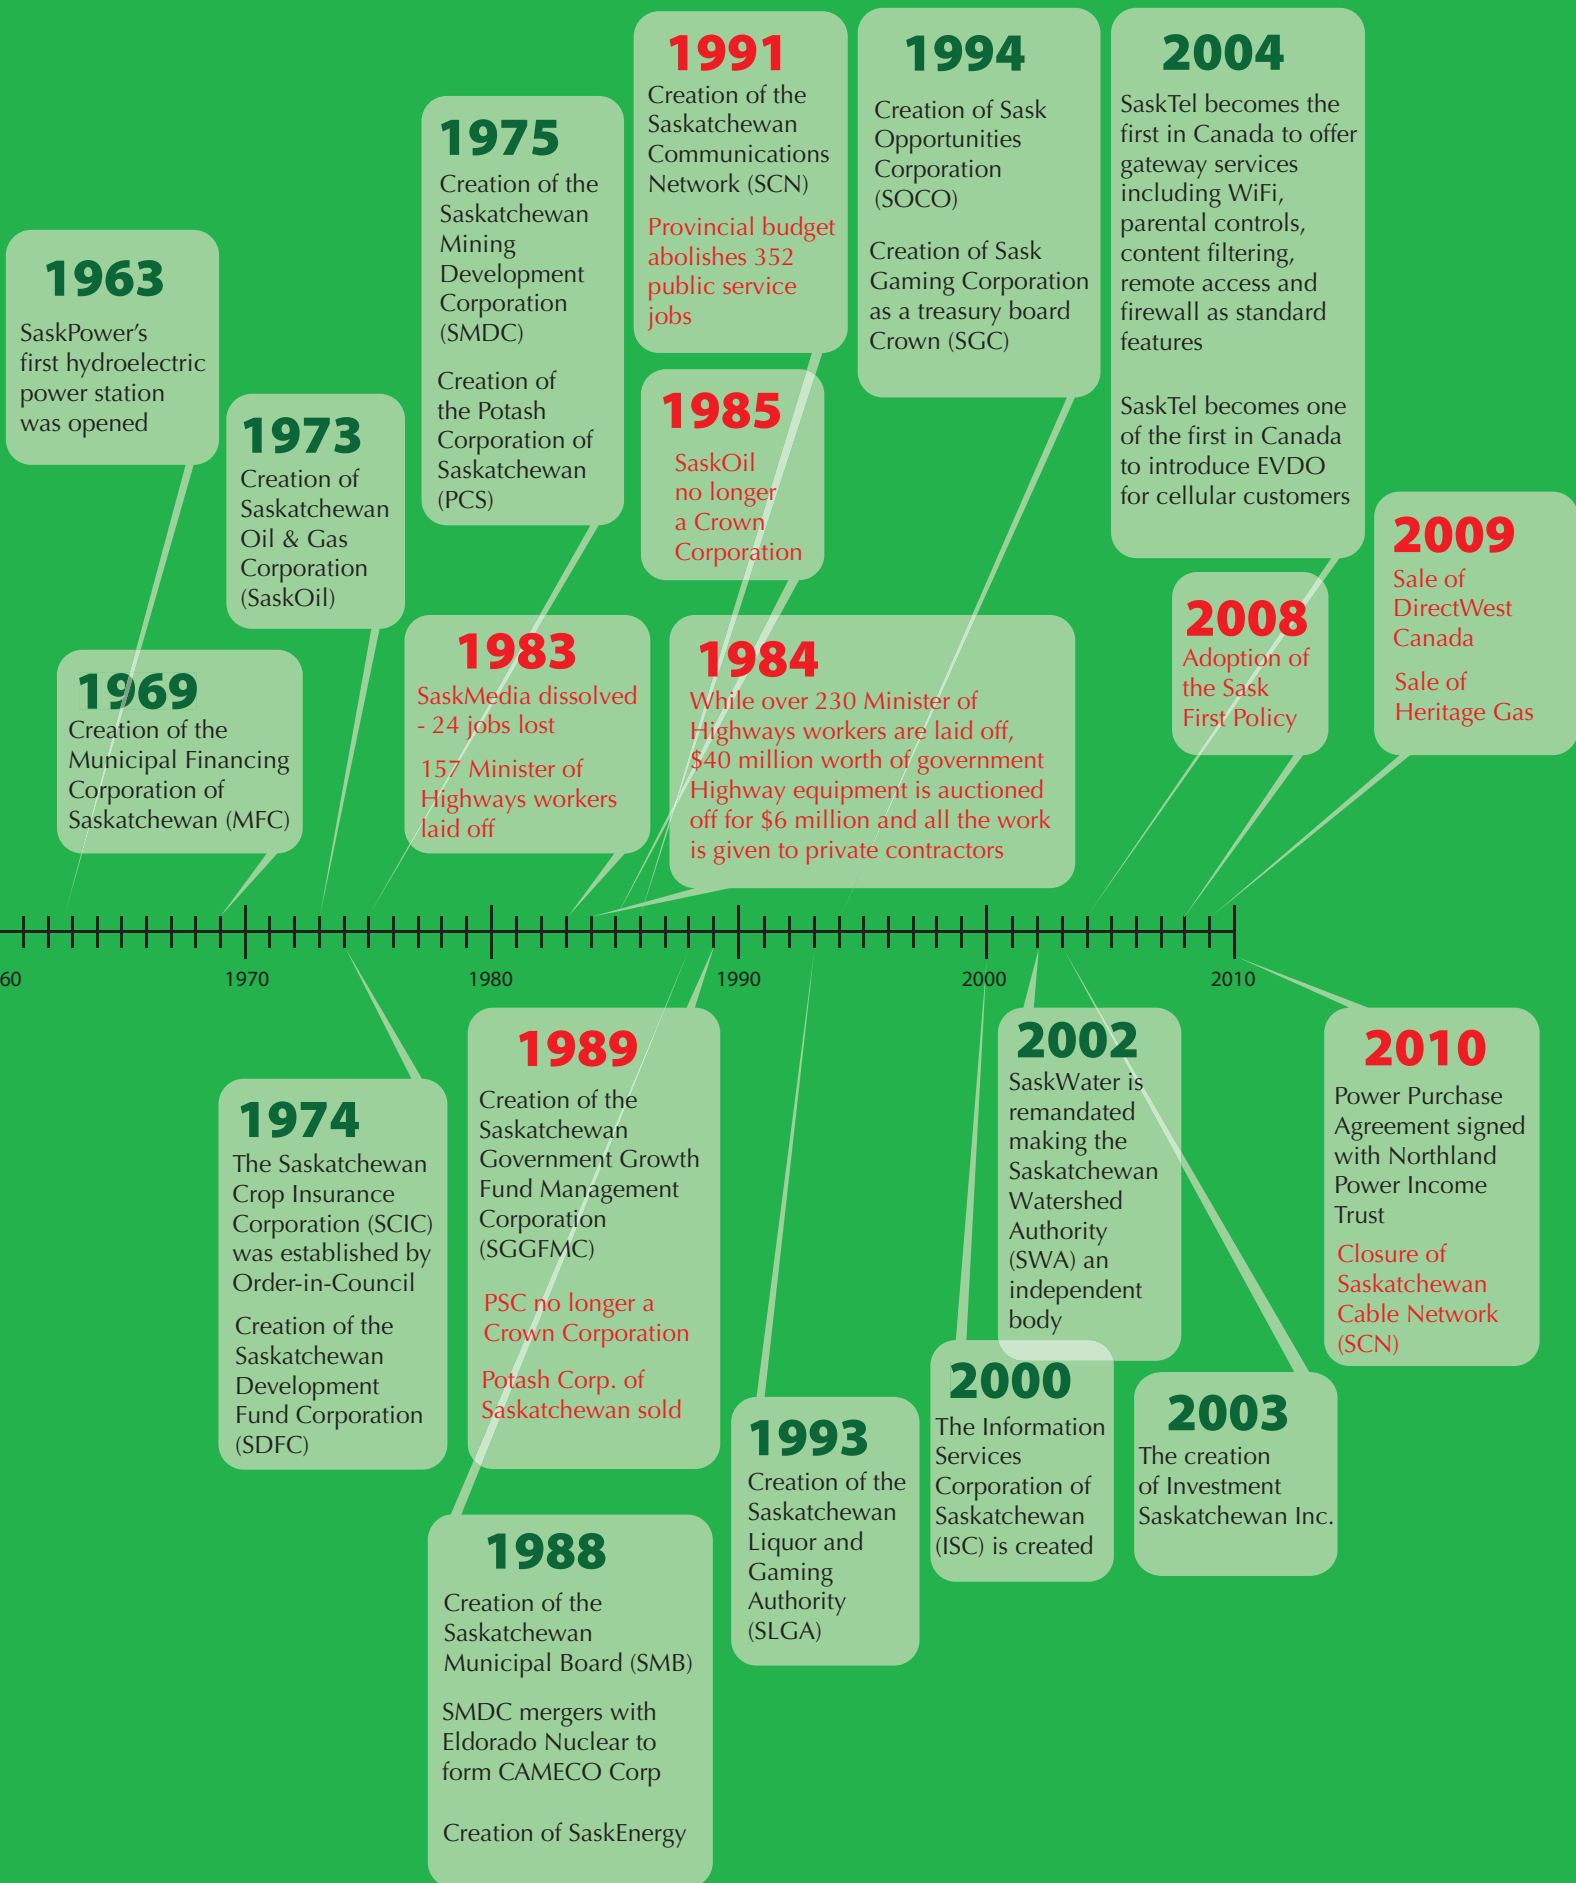 1963
SaskPower’s
first hydroelectric
power station
was opened
1969
Creation of the
Municipal Financing
Corporation of
Saskatchewan (MFC)
1973
Creation of
Saskatchewan
Oil & Gas
Corporation
(SaskOil)
1975
Creation of the
Saskatchewan
Mining
Development
Corporation
(SMDC)
Creation of
the Potash
Corporation of
Saskatchewan
(PCS)
1983
SaskMedia dissolved
- 24 jobs lost
157 Minister of
Highways workers
laid off
1991
Creation of the
Saskatchewan
Communications
Network (SCN)
Provincial budget
abolishes 352
public service
jobs
1985
SaskOil
no longer
a Crown
Corporation
1984
While over 230 Minister of
Highways workers are laid off,
$40 million worth of government
Highway equipment is auctioned
off for $6 million and all the work
is given to private contractors
1994
Creation of Sask
Opportunities
Corporation
(SOCO)
Creation of Sask
Gaming Corporation
as a treasury board
Crown (SGC)
2004
SaskTel becomes the
first in Canada to offer
gateway services
including WiFi,
parental controls,
content filtering,
remote access and
firewall as standard
features
SaskTel becomes one
of the first in Canada
to introduce EVDO
for cellular customers
2008
Adoption of
the Sask
First Policy
2009
Sale of
DirectWest
Canada
Sale of
Heritage Gas
60
1970
1980
1990
2000
2010
1974
The Saskatchewan
Crop Insurance
Corporation (SCIC)
was established by
Order-in-Council
Creation of the
Saskatchewan
Development
Fund Corporation
(SDFC)
1989
Creation of the
Saskatchewan
Government Growth
Fund Management
Corporation
(SGGFMC)
PSC no longer a
Crown Corporation
Potash Corp. of
Saskatchewan sold
1988
Creation of the
Saskatchewan
Municipal Board (SMB)
SMDC mergers with
Eldorado Nuclear to
form CAMECO Corp
Creation of SaskEnergy
1993
Creation of the
Saskatchewan
Liquor and
Gaming
Authority
(SLGA)
2002
SaskWater is
remandated
making the
Saskatchewan
Watershed
Authority
(SWA) an
independent
body
2000
The Information
Services
Corporation of
Saskatchewan
(ISC) is created
2003
The creation
of Investment
Saskatchewan Inc.
2010
Power Purchase
Agreement signed
with Northland
Power Income
Trust
Closure of
Saskatchewan
Cable Network
(SCN)